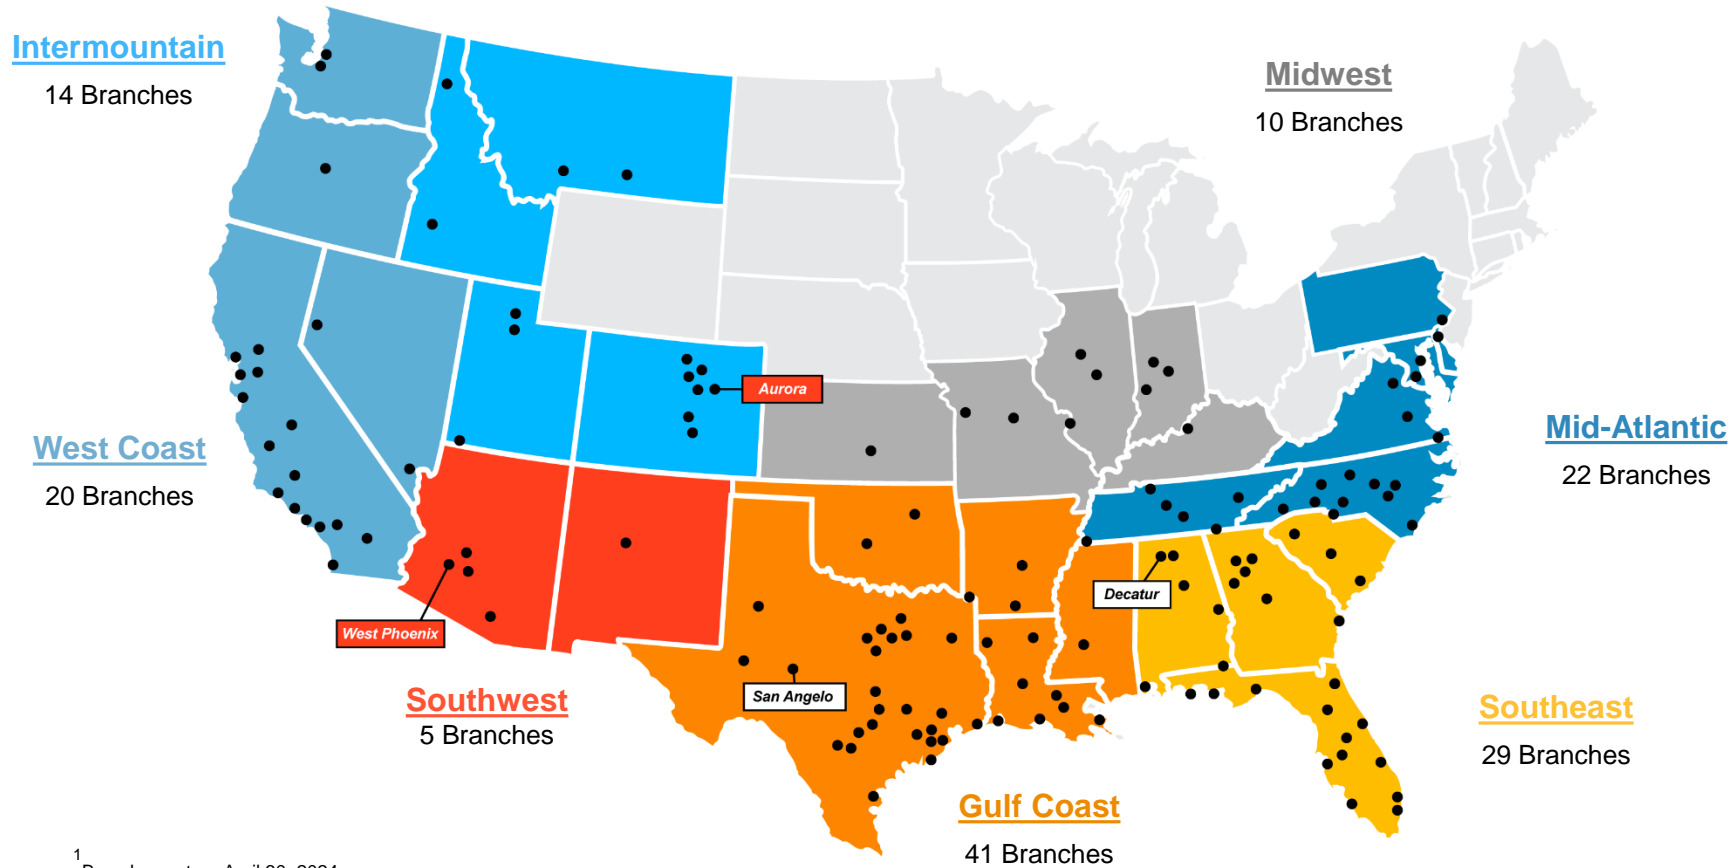 Intermountain
14 Branches
Midwest
10 Branches
Aurora
West Coast
20 Branches
Mid-Atlantic
22 Branches
Decatur
West Phoenix
San Angelo
Southwest
5 Branches
Southeast
29 Branches
Gulf Coast
41 Branches
1